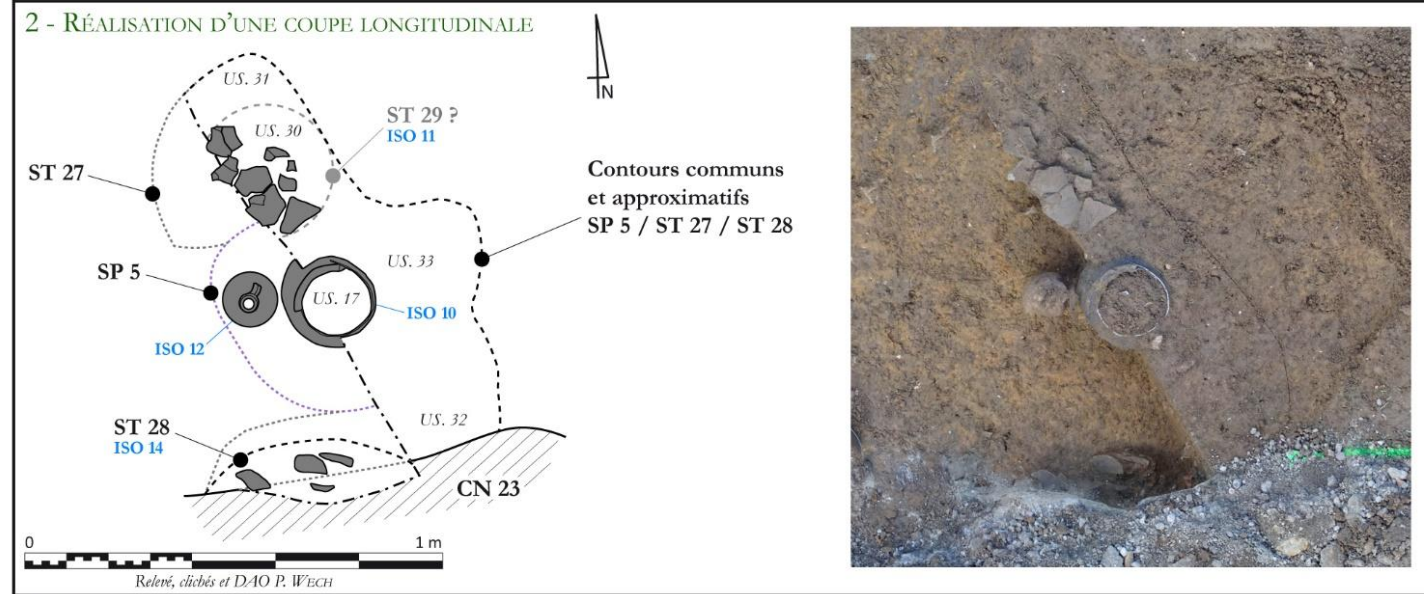 2 - RÉALISATION D'UNE COUPE LONGITUDINALE
US. 31
N
US. 30
ST 29 ?
ISO 11
ST 27
Contours communs
et approximatifs
SP 5 / ST 27 / ST 28
US. 33
SP 5
US. 17
ISO 10
ISO 12
ST 28
ISO 14
US. 32
CN 23
0
1 m
Relevé, clichés et DAO P. WECH